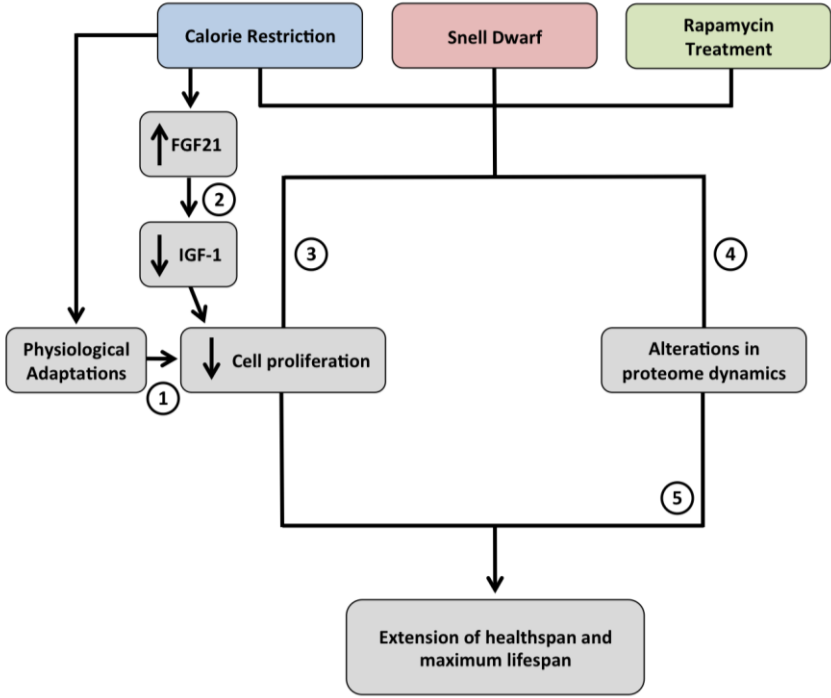 Calorie Restriction
Snell Dwarf
Rapamycin
Treatment
FGF21
2
IGF-1
3
4
Physiological
Adaptations
1
Cell proliferation
Alterations in
proteome dynamics
5
Extension of healthspan and
maximum lifespan